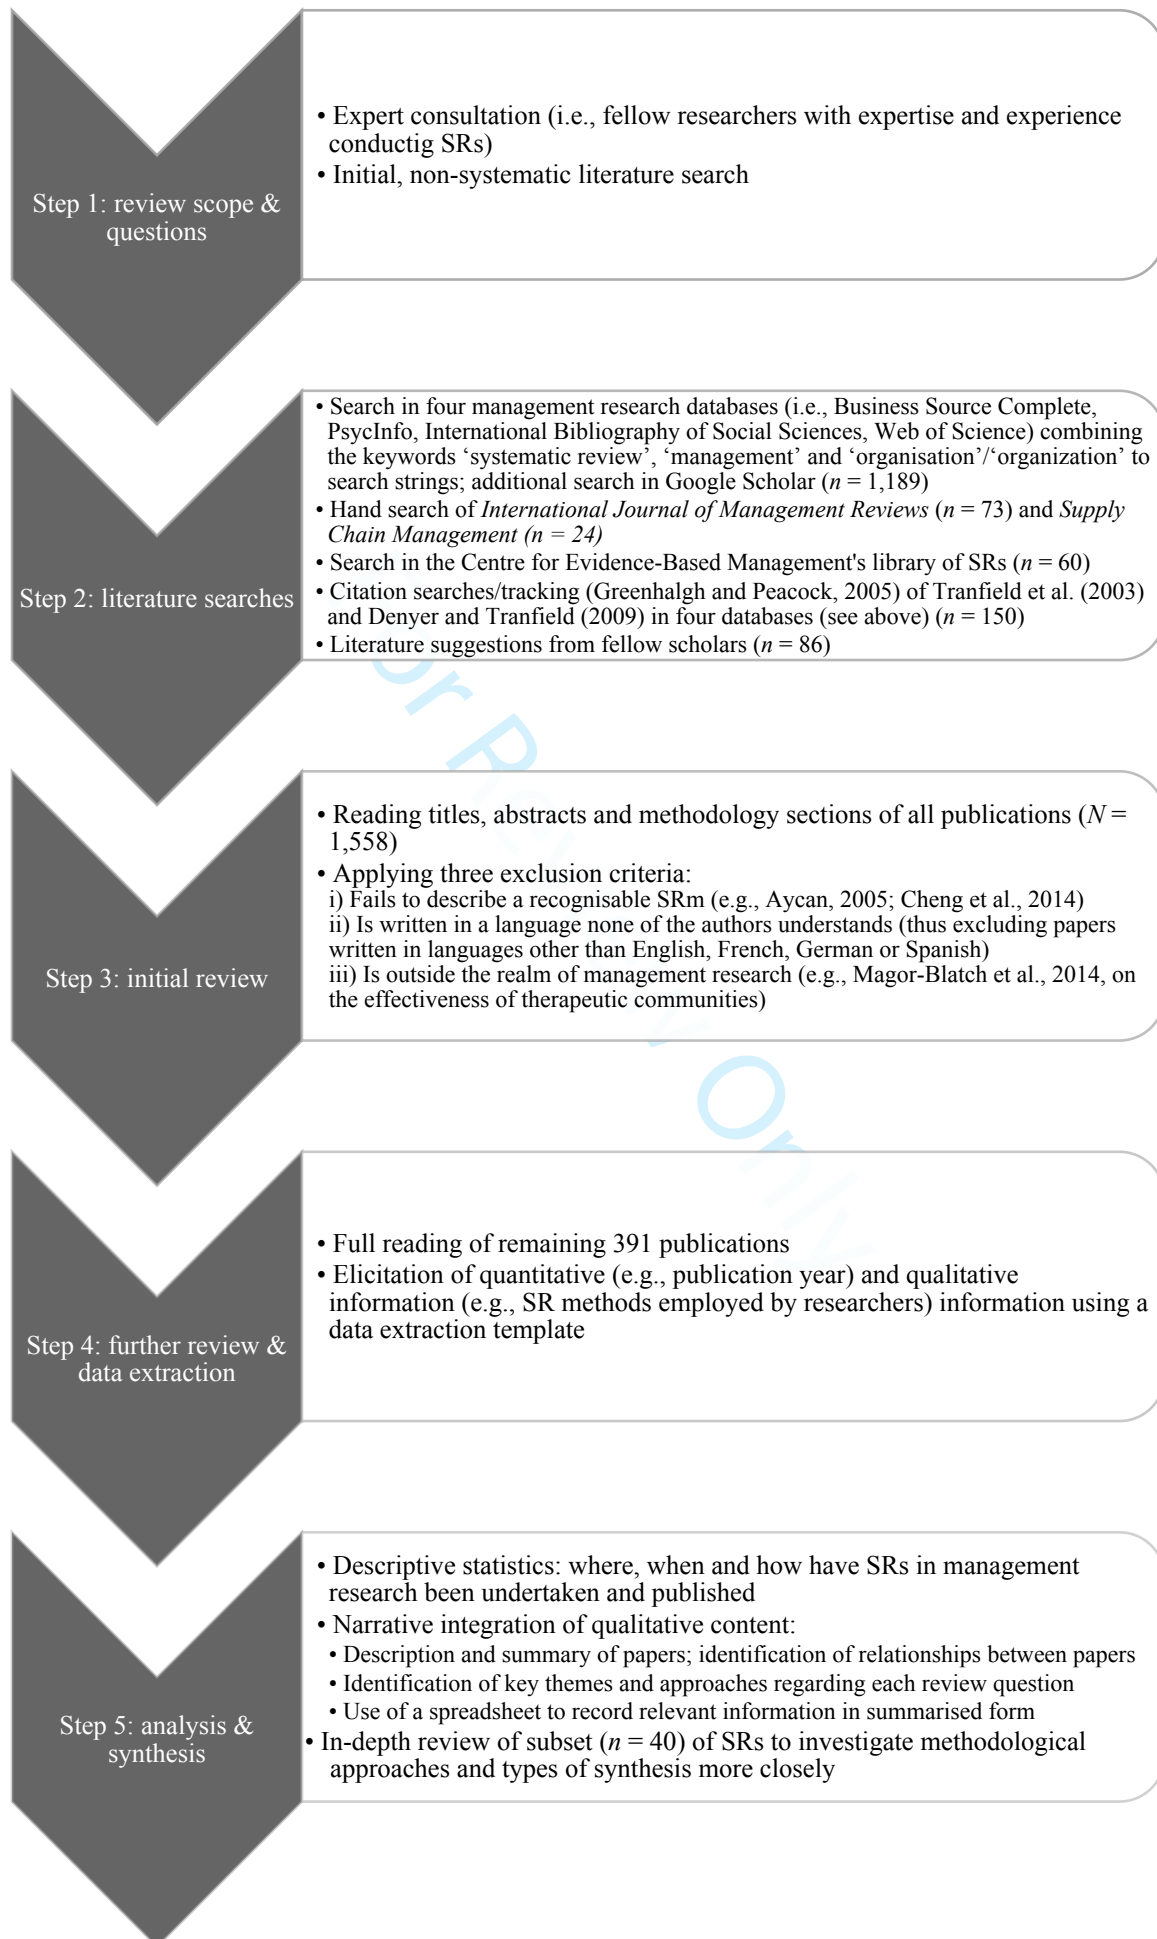 Step 1: review scope &
questions
• Expert consultation (i.e., fellow researchers with expertise and experience
conductig SRs)
• Initial, non-systematic literature search
Step 2: literature searches
• Search in four management research databases (i.e., Business Source Complete,
PsycInfo, International Bibliography of Social Sciences, Web of Science) combining
the keywords ‘systematic review’, ‘management’ and ‘organisation’/‘organization’ to
search strings; additional search in Google Scholar (n = 1,189)
• Hand search of International Journal of Management Reviews (n = 73) and Supply
Chain Management (n = 24)
• Search in the Centre for Evidence-Based Management's library of SRs (n = 60)
• Citation searches/tracking (Greenhalgh and Peacock, 2005) of Tranfield et al. (2003)
and Denyer and Tranfield (2009) in four databases (see above) (n = 150)
• Literature suggestions from fellow scholars (n = 86)
Step 3: initial review
• Reading titles, abstracts and methodology sections of all publications (N =
1,558)
• Applying three exclusion criteria:
i) Fails to describe a recognisable SRm (e.g., Aycan, 2005; Cheng et al., 2014)
ii) Is written in a language none of the authors understands (thus excluding papers
written in languages other than English, French, German or Spanish)
iii) Is outside the realm of management research (e.g., Magor-Blatch et al., 2014, on
the effectiveness of therapeutic communities)
Step 4: further review &
data extraction
• Full reading of remaining 391 publications
• Elicitation of quantitative (e.g., publication year) and qualitative
information (e.g., SR methods employed by researchers) information using a
data extraction template
Step 5: analysis &
synthesis
• Descriptive statistics: where, when and how have SRs in management
research been undertaken and published
• Narrative integration of qualitative content:
• Description and summary of papers; identification of relationships between papers
• Identification of key themes and approaches regarding each review question
• Use of a spreadsheet to record relevant information in summarised form
• In-depth review of subset (n = 40) of SRs to investigate methodological
approaches and types of synthesis more closely
or Review Only